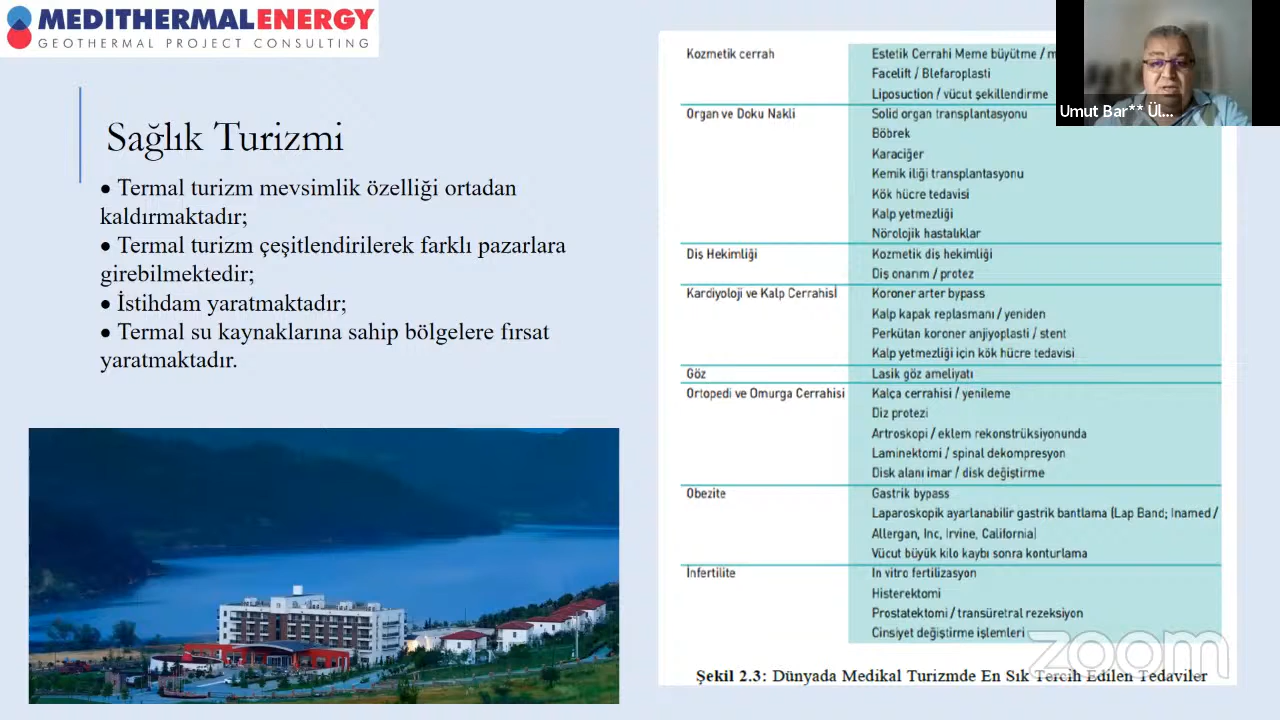 MEDITHERMALENERGY
GEOTHERMAL PROJECT CONSULTING
Sağlık Turizmi
● Termal turizm mevsimlik özelliği ortadan
kaldırmaktadır;
● Termal turizm çeşitlendirilerek farklı pazarlara
girebilmektedir;
● İstihdam yaratmaktadır;
● Termal su kaynaklarına sahip bölgelere fırsat
yaratmaktadır.
Kozmetik cerrah Estetik Cerrahi Meme büyütme /
Facelift / Blefaroplasti
Liposuction / vücut şekillendirme
Organ ve Doku Nakli Solid organ transplantasyonu
Böbrek
Karaciğer
Kemik iliği transplantasyonu
Kök hücre tedavisi
Kalp yetmezliği
Nörolojik hastalıklar
Diş Hekimliği Kozmetik diş hekimliği
Diş onarım / protez
Kardiyoloji ve Kalp Cerrahisİ Koroner arter bypass
Kalp kapak replasmanı / yeniden
Perkütan koroner anjiyoplasti / stent
Kalp yetmezliği için kök hücre tedavisi
Göz Lasik göz ameliyatı
Ortopedi ve Omurga Cerrahisi Kalça cerrahisi / yenileme
Diz protezi
Artroskopi / eklem rekonstrüksiyonunda
Laminektomi / spinal dekompresyon
Disk alanı imar / disk değiştirme
Obezite Gastrik bypass
Laparoskopik ayarlanabilir gastrik bantlama (Lap Band; Inamed /
Allergan, Inc, Irvine, California)
Vücut büyük kilo kaybı sonra konturlama
İnfertilite In vitro fertilizasyon
Histerektomi
Prostatektomi / transüretral rezeksiyon
Cinsiyet değiştirme işlemleri
Şekil 2.3: Dünyada Medikal Turizmde En Sık Tercih Edilen Tedaviler
Umut Bar** Ül...
zoom